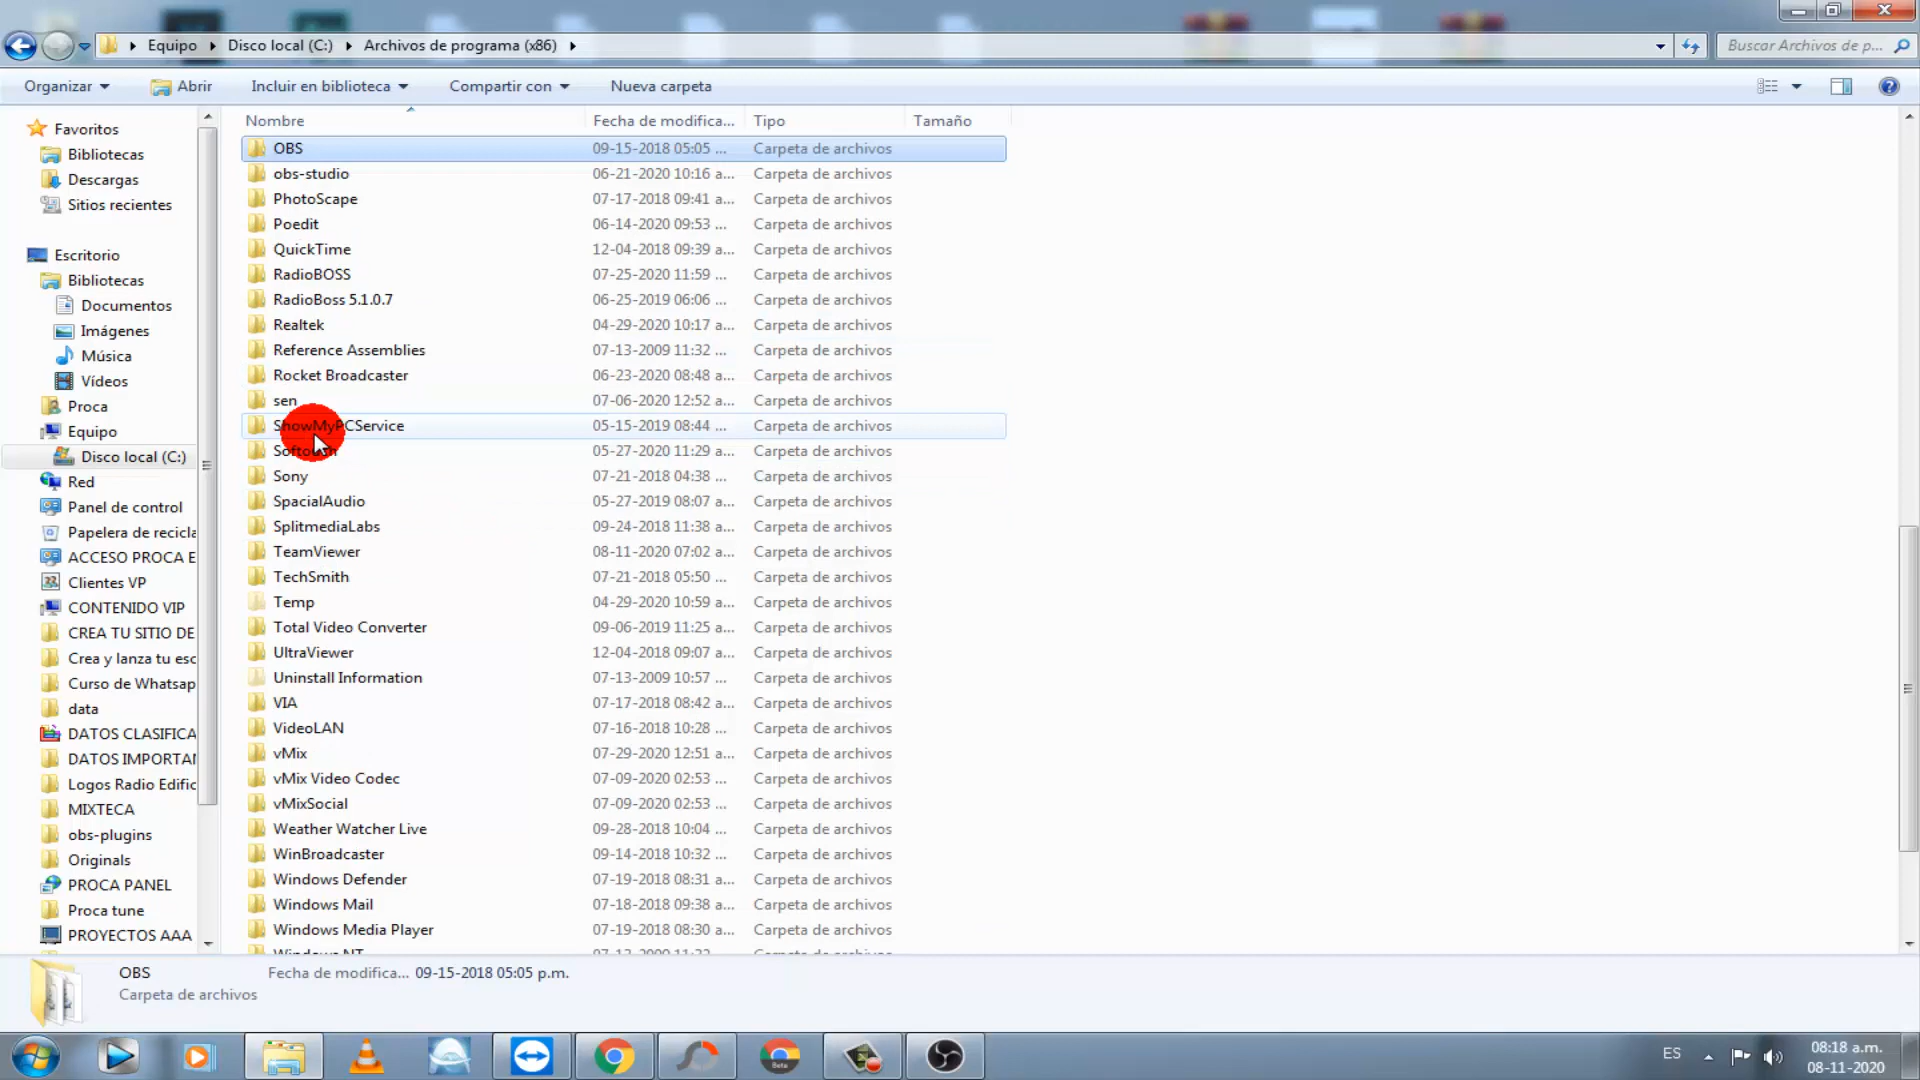 Equipo Disco local (C:) Archivos de programa (x86) Buscar Archivos de p...
Organizar Abrir Incluir en biblioteca Compartir con Nueva carpeta
Nombre Fecha de modifica... Tipo Tamaño
Favoritos
Bibliotecas
Descargas
Sitios recientes
Escritorio
Bibliotecas
Documentos
Imágenes
Música
Vídeos
Proca
Equipo
Disco local (C:)
Red
Panel de control
Papelera de recicla
ACCESO PROCA E
Clientes VP
CONTENIDO VIP
CREA TU SITIO DE
Crea y lanza tu esc
Curso de Whatsap
data
DATOS CLASIFICA
DATOS IMPORTAN
Logos Radio Edific
MIXTECA
obs-plugins
Originals
PROCA PANEL
Proca tune
PROYECTOS AAA
OBS 09-15-2018 05:05 ... Carpeta de archivos
obs-studio 06-21-2020 10:16 a... Carpeta de archivos
PhotoScape 07-17-2018 09:41 a... Carpeta de archivos
Poedit 06-14-2020 09:53 ... Carpeta de archivos
QuickTime 12-04-2018 09:39 a... Carpeta de archivos
RadioBOSS 07-25-2020 11:59 ... Carpeta de archivos
RadioBoss 5.1.0.7 06-25-2019 06:06 ... Carpeta de archivos
Realtek 04-29-2020 10:17 a... Carpeta de archivos
Reference Assemblies 07-13-2009 11:32 ... Carpeta de archivos
Rocket Broadcaster 06-23-2020 08:48 a... Carpeta de archivos
sen 07-06-2020 12:52 a... Carpeta de archivos
ShowMyPCService 05-15-2019 08:44 ... Carpeta de archivos
05-27-2020 11:29 a... Carpeta de archivos
Sony 07-21-2018 04:38 ... Carpeta de archivos
SpacialAudio 05-27-2019 08:07 a... Carpeta de archivos
SplitmediaLabs 09-24-2018 11:38 a... Carpeta de archivos
TeamViewer 08-11-2020 07:02 a... Carpeta de archivos
TechSmith 07-21-2018 05:50 ... Carpeta de archivos
Temp 04-29-2020 10:59 a... Carpeta de archivos
Total Video Converter 09-06-2019 11:25 a... Carpeta de archivos
UltraViewer 12-04-2018 09:07 a... Carpeta de archivos
Uninstall Information 07-13-2009 10:57 ... Carpeta de archivos
VIA 07-17-2018 08:42 a... Carpeta de archivos
VideoLAN 07-16-2018 10:28 ... Carpeta de archivos
vMix 07-29-2020 12:51 a... Carpeta de archivos
vMix Video Codec 07-09-2020 02:53 ... Carpeta de archivos
vMixSocial 07-09-2020 02:53 ... Carpeta de archivos
Weather Watcher Live 09-28-2018 10:04 ... Carpeta de archivos
WinBroadcaster 09-14-2018 10:32 ... Carpeta de archivos
Windows Defender 07-19-2018 08:31 a... Carpeta de archivos
Windows Mail 07-18-2018 09:38 a... Carpeta de archivos
Windows Media Player 07-19-2018 08:30 a... Carpeta de archivos
Windows NT
OBS Fecha de modifica... 09-15-2018 05:05 p.m.
Carpeta de archivos
Beta
ES
08:18 a.m.
08-11-2020